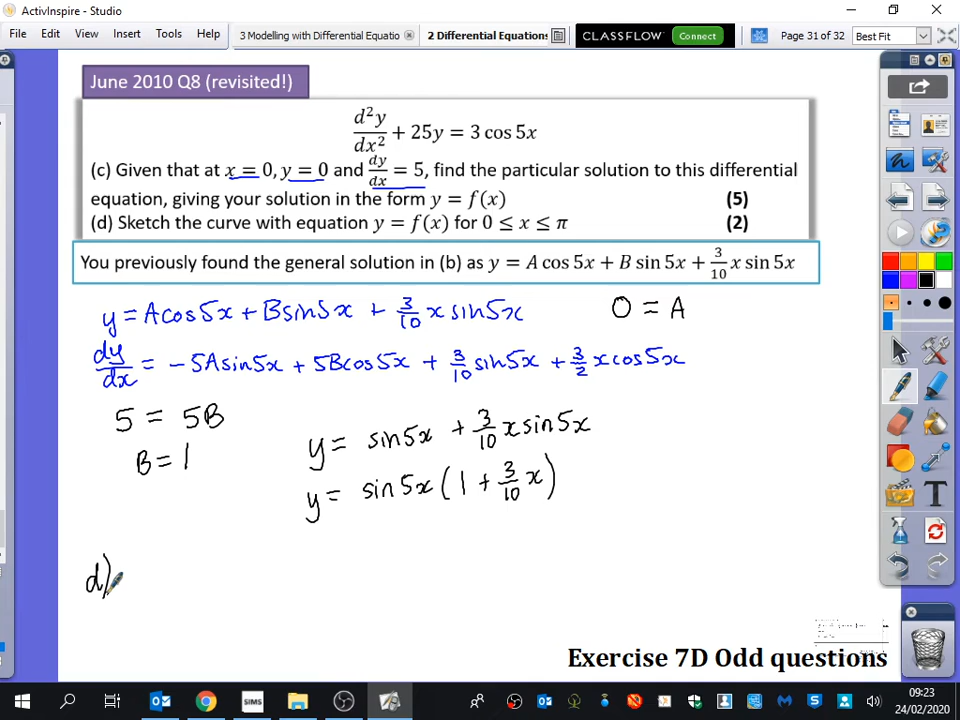 ActivInspire - Studio
File Edit View Insert Tools Help
3 Modelling with Differential Equatio
2 Differential Equations
CLASSFLOW Connect
Page 31 of 32
Best Fit
June 2010 Q8 (revisited!)
d²y/dx² + 25y = 3 cos 5x
(c) Given that at x = 0, y = 0 and dy/dx = 5, find the particular solution to this differential
equation, giving your solution in the form y = f(x) (5)
(d) Sketch the curve with equation y = f(x) for 0 ≤ x ≤ π (2)
You previously found the general solution in (b) as y = A cos 5x + B sin 5x + 3/10 x sin 5x
y = Acos5x + Bsin5x + 3/10 x sin5x
0 = A
dy/dx = -5Asin5x + 5Bcos5x + 3/10 sin5x + 3/2 x cos5x
5 = 5B
B = 1
y = sin5x + 3/10 x sin5x
y = sin 5x (1 + 3/10 x)
d)
Exercise 7D Odd questions
SIMS
09:23
24/02/2020